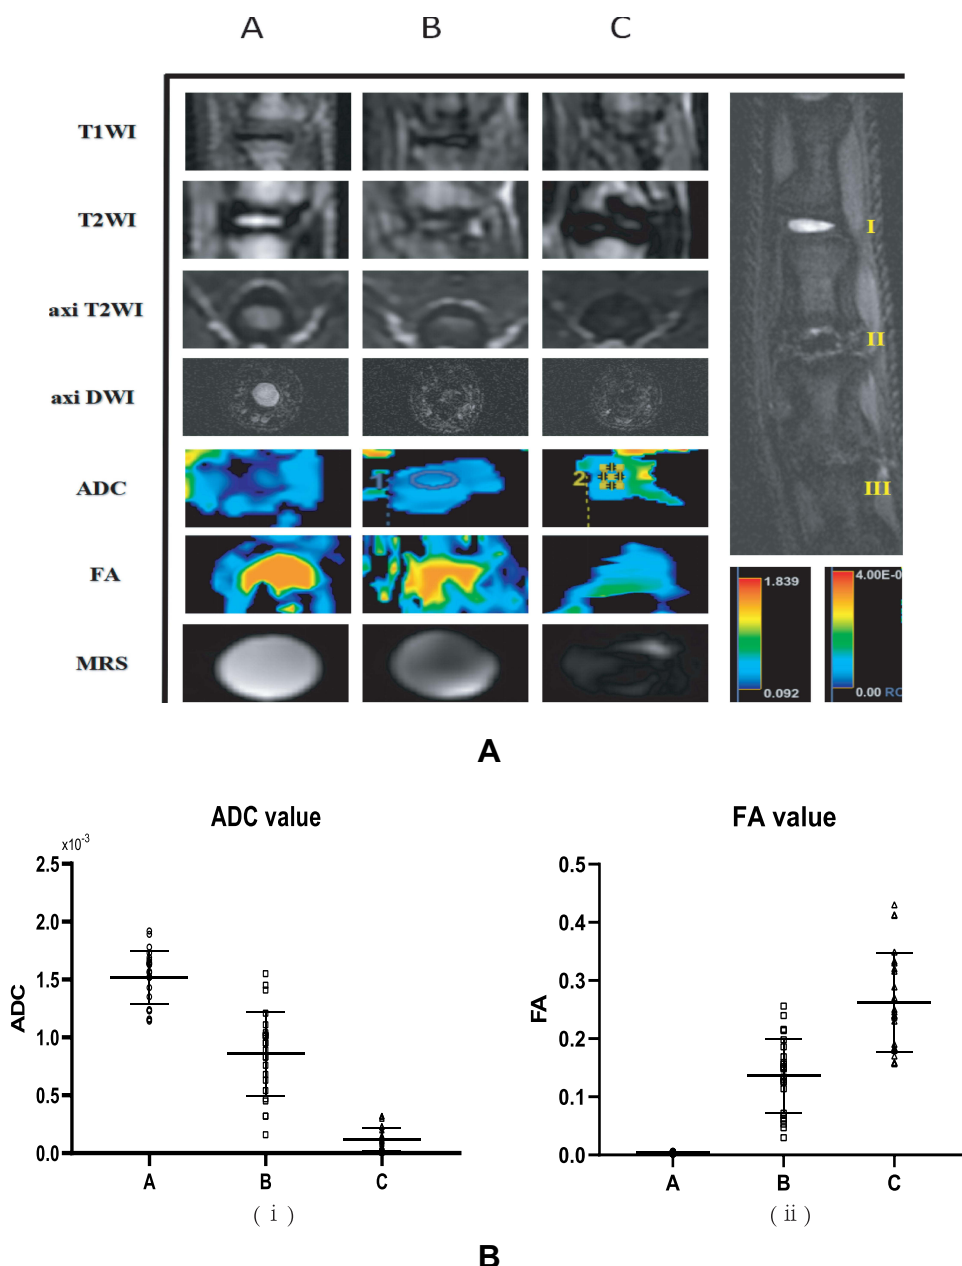 A B C
T1WI
T2WI
axi T2WI
axi DWI
ADC
FA
MRS
I
II
III
1
2
1.839
0.092
4.00E-0
0.00 RO
A
ADC value
x10-3
2.5
2.0
1.5
1.0
0.5
0.0
ADC
A B C
( i )
FA value
0.5
0.4
0.3
0.2
0.1
0.0
FA
A B C
( ii )
B